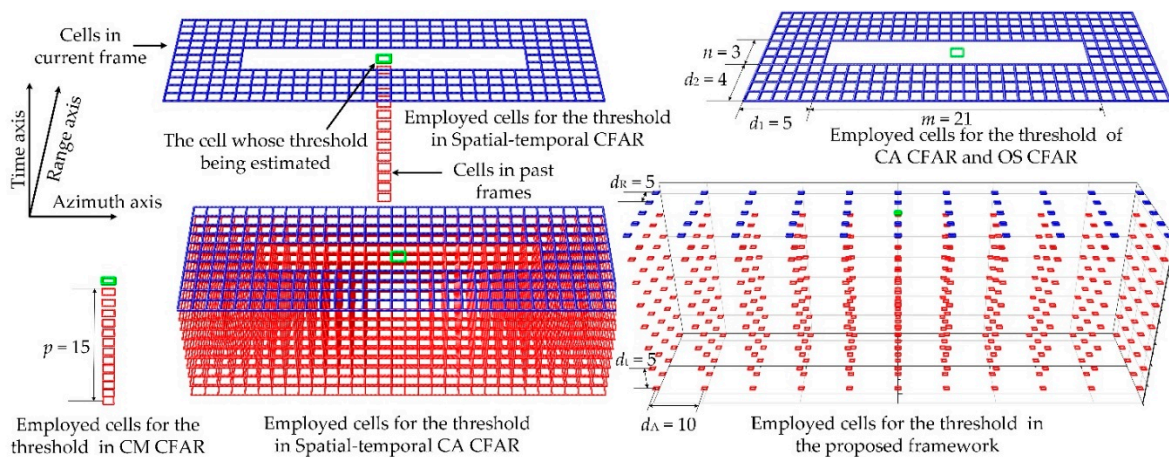 Cells in
current frame
Time axis
Range axis
Azimuth axis
The cell whose threshold
being estimated
Employed cells for the threshold
in Spatial-temporal CFAR
Cells in past
frames
n = 3
d2 = 4
d1 = 5
m = 21
Employed cells for the threshold of
CA CFAR and OS CFAR
p = 15
Employed cells for the
threshold in CM CFAR
Employed cells for the threshold
in Spatial-temporal CA CFAR
dR = 5
dt = 5
dA = 10
Employed cells for the threshold in
the proposed framework